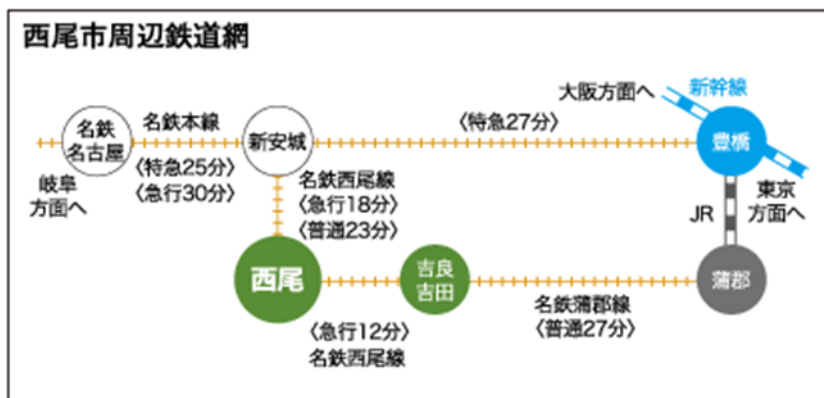 西尾市周辺鉄道網
大阪方面へ
新幹線
名鉄
名古屋
名鉄本線
新安城
〈特急27分〉
豊橋
岐阜
方面へ
〈特急25分〉
〈急行30分〉
名鉄西尾線
〈急行18分〉
〈普通23分〉
JR
東京
方面へ
西尾
吉良
吉田
蒲郡
〈急行12分〉
名鉄西尾線
名鉄蒲郡線
〈普通27分〉